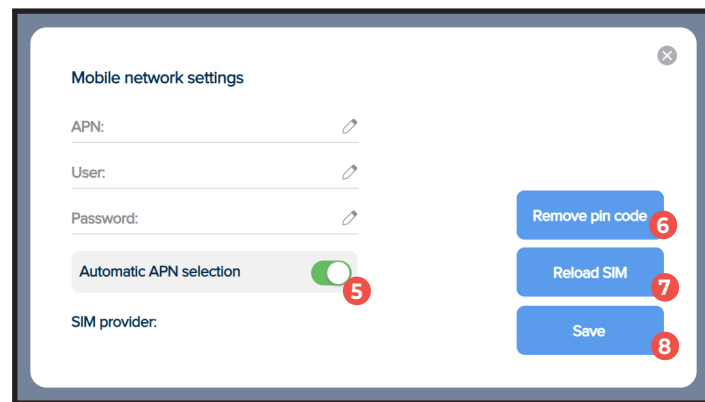 Mobile network settings
APN:
User:
Password:
Remove pin code
6
Automatic APN selection
5
Reload SIM
7
SIM provider:
Save
8